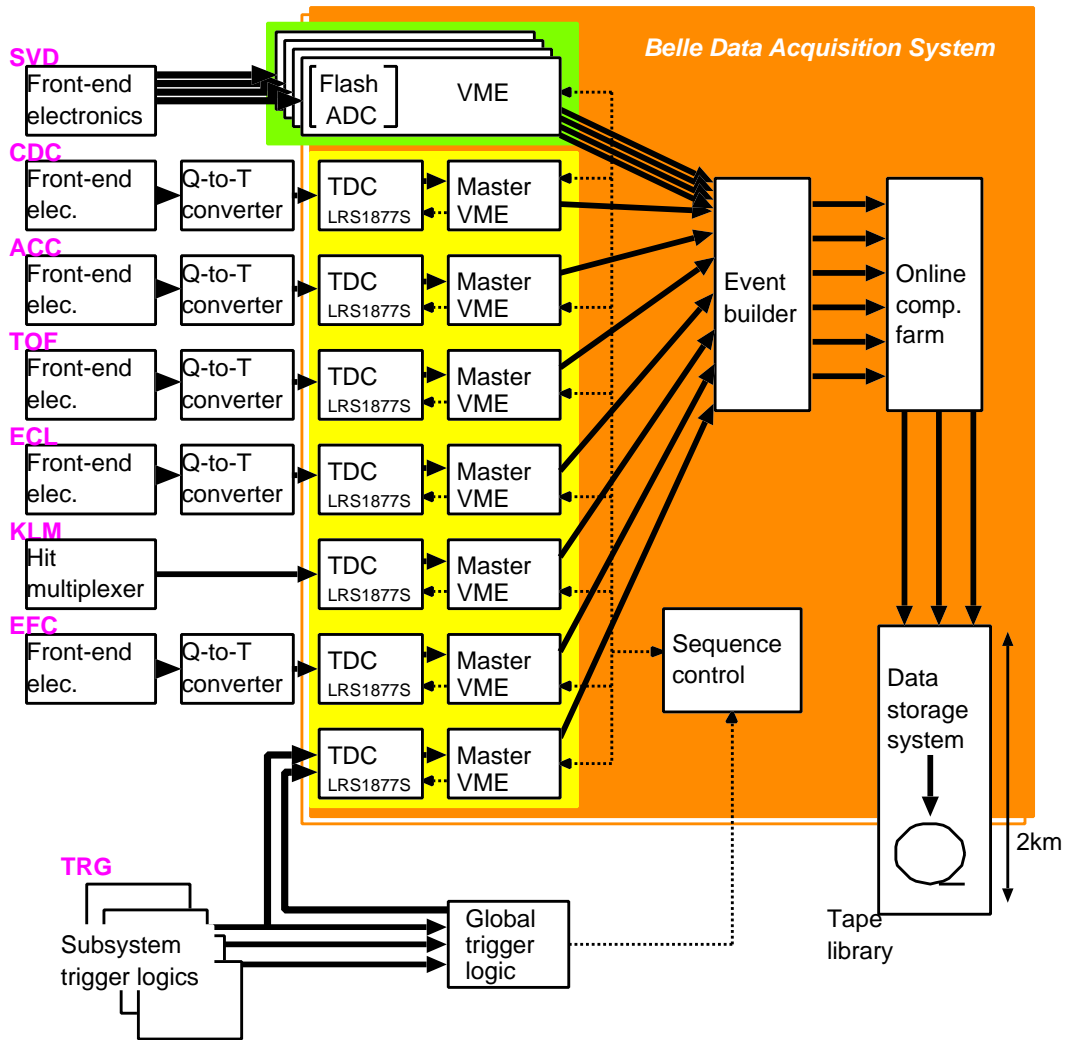 Belle Data Acquisition System
SVD
Front-end
electronics
Flash
ADC
VME
CDC
Front-end
elec.
Q-to-T
converter
TDC
LRS1877S
Master
VME
ACC
Front-end
elec.
Q-to-T
converter
TDC
LRS1877S
Master
VME
TOF
Front-end
elec.
Q-to-T
converter
TDC
LRS1877S
Master
VME
ECL
Front-end
elec.
Q-to-T
converter
TDC
LRS1877S
Master
VME
KLM
Hit
multiplexer
TDC
LRS1877S
Master
VME
EFC
Front-end
elec.
Q-to-T
converter
TDC
LRS1877S
Master
VME
TDC
LRS1877S
Master
VME
Event
builder
Online
comp.
farm
Sequence
control
Data
storage
system
2km
Tape
library
TRG
Subsystem
trigger logics
Global
trigger
logic